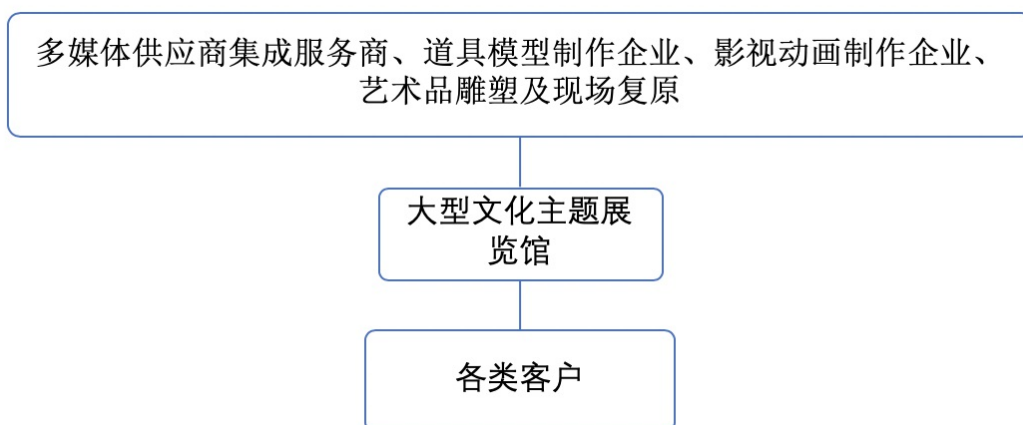 多媒体供应商集成服务商、道具模型制作企业、影视动画制作企业、
艺术品雕塑及现场复原
大型文化主题展
览馆
各类客户